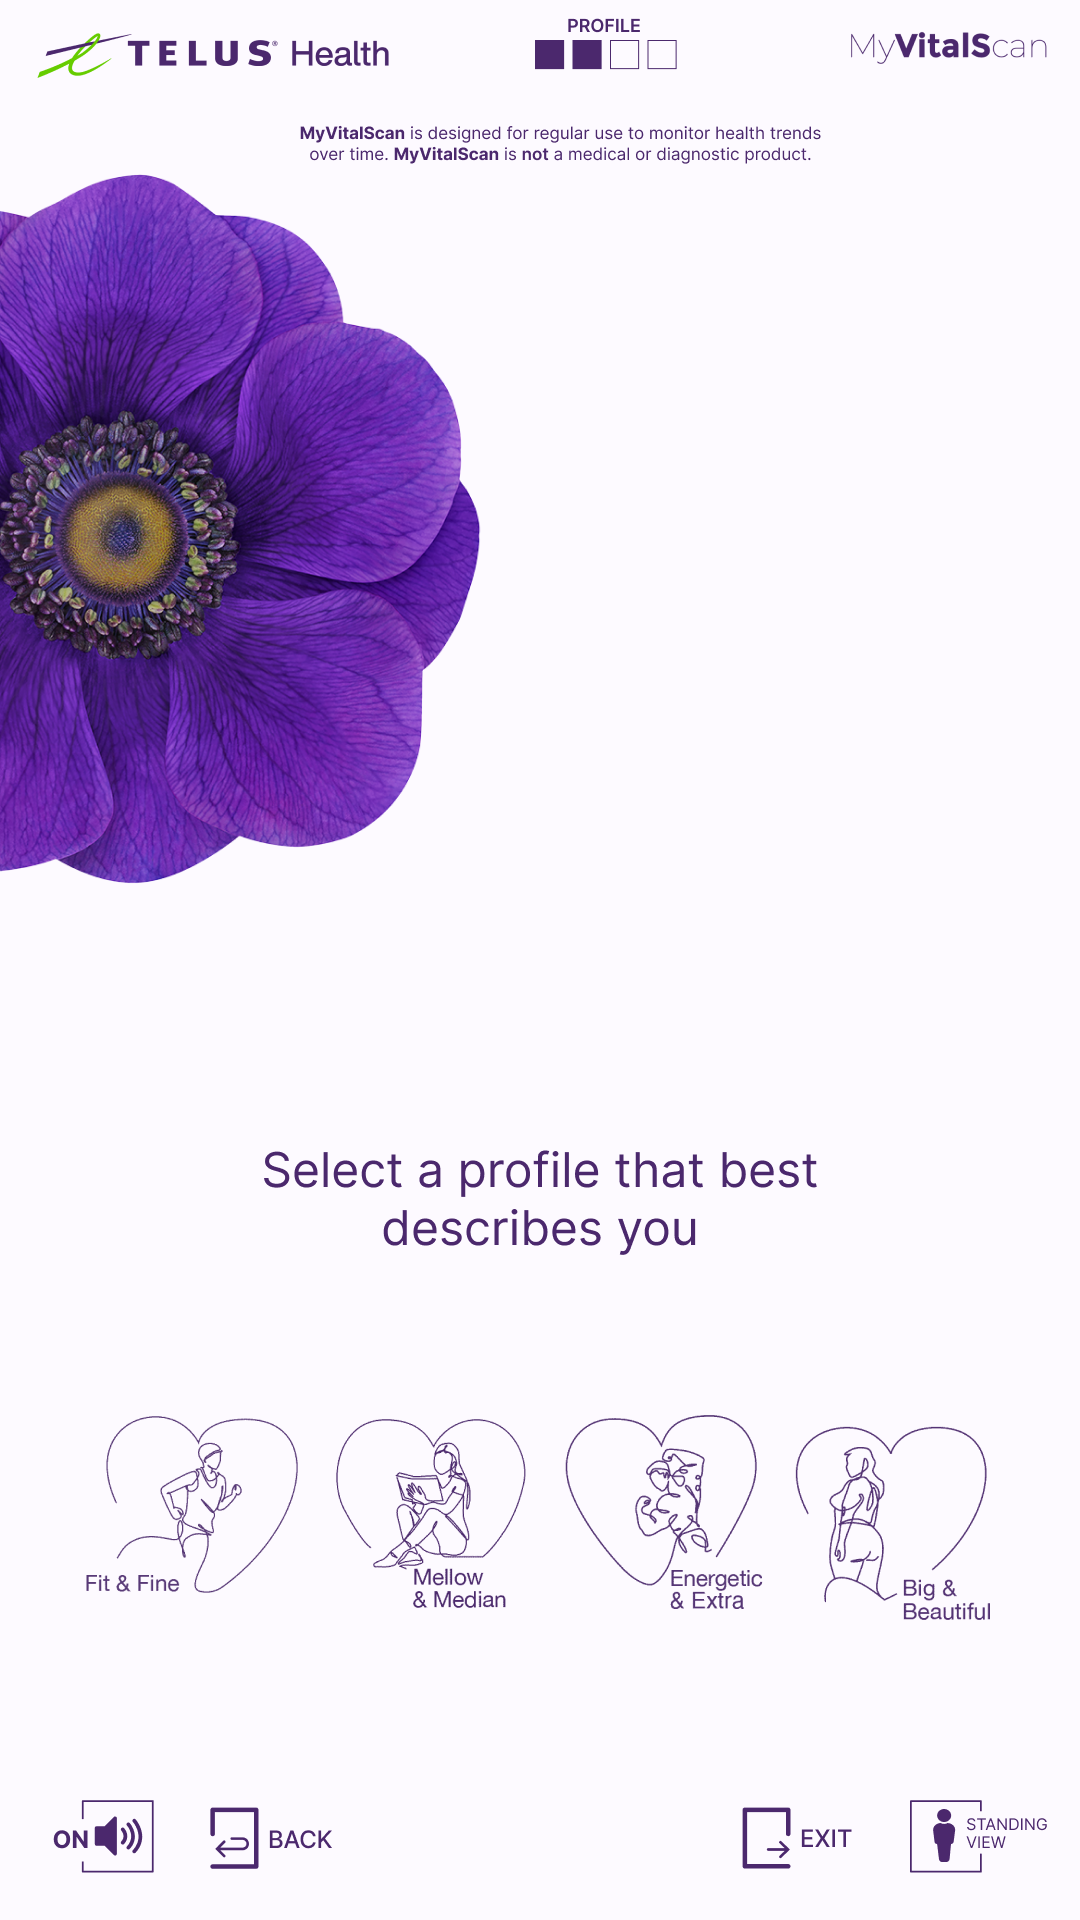 TELUS® Health
PROFILE
MyVitalScan
MyVitalScan is designed for regular use to monitor health trends
over time. MyVitalScan is not a medical or diagnostic product.
Select a profile that best
describes you
Fit & Fine
Mellow
& Median
Energetic
& Extra
Big &
Beautiful
ON
BACK
EXIT
STANDING
VIEW